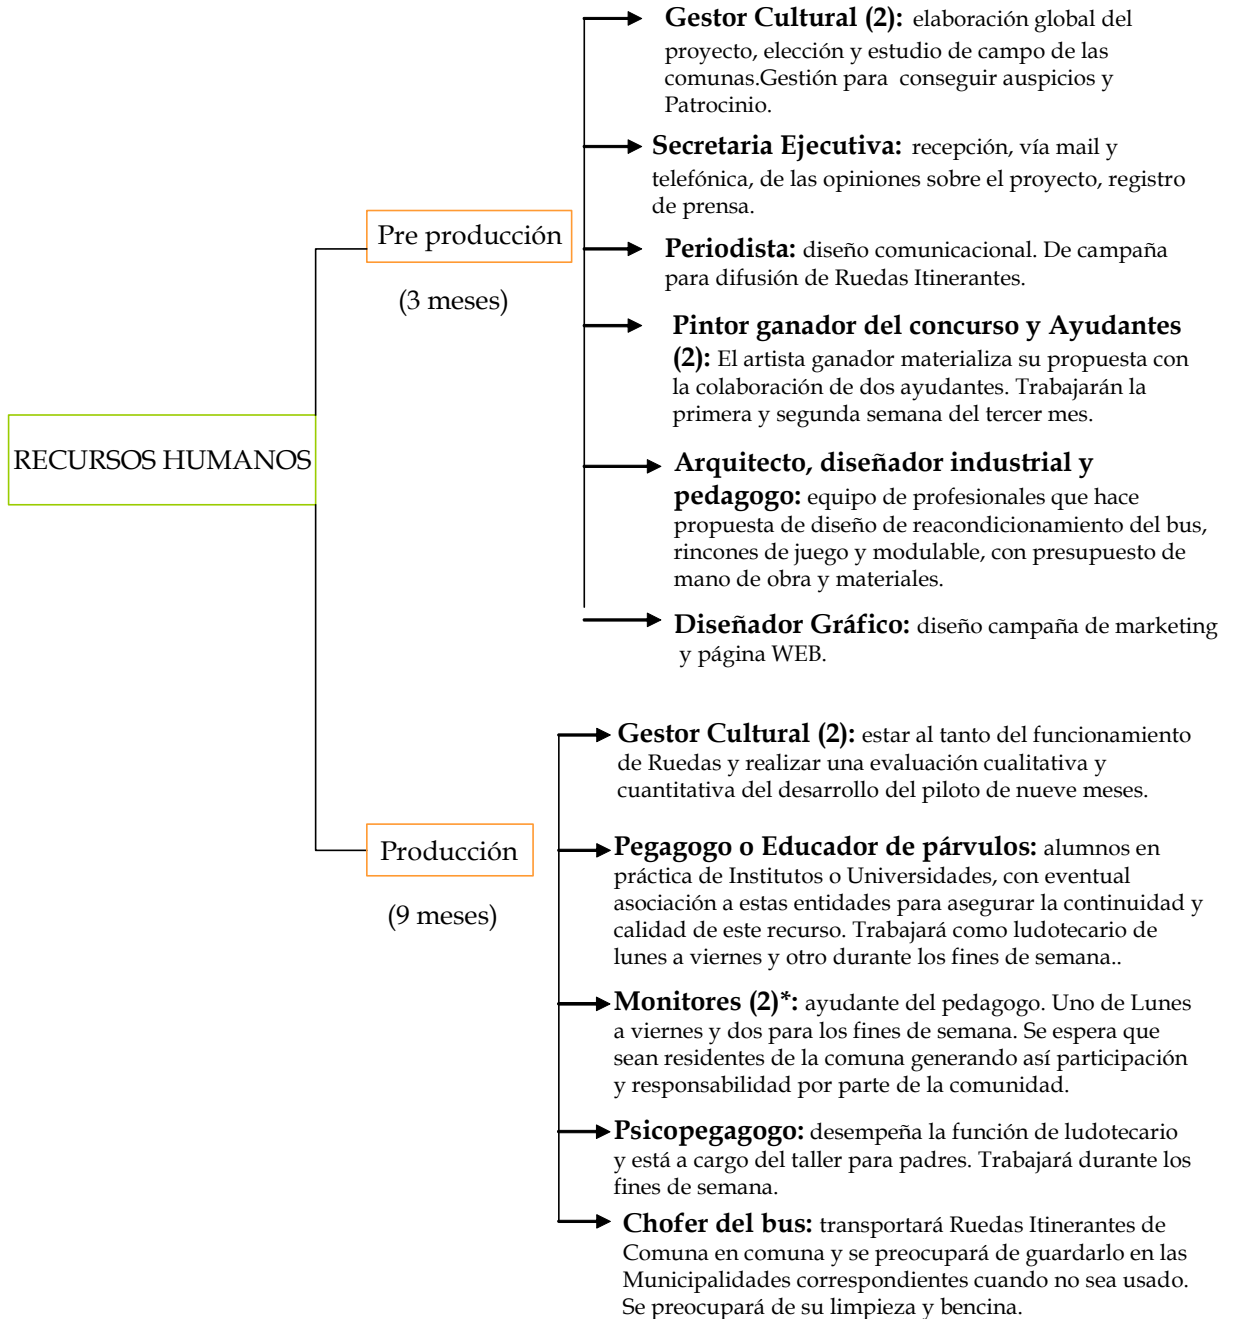 RECURSOS HUMANOS
Pre producción
(3 meses)
Gestor Cultural (2): elaboración global del
proyecto, elección y estudio de campo de las
comunas.Gestión para conseguir auspicios y
Patrocinio.
Secretaria Ejecutiva: recepción, vía mail y
telefónica, de las opiniones sobre el proyecto, registro
de prensa.
Periodista: diseño comunicacional. De campaña
para difusión de Ruedas Itinerantes.
Pintor ganador del concurso y Ayudantes
(2): El artista ganador materializa su propuesta con
la colaboración de dos ayudantes. Trabajarán la
primera y segunda semana del tercer mes.
Arquitecto, diseñador industrial y
pedagogo: equipo de profesionales que hace
propuesta de diseño de reacondicionamiento del bus,
rincones de juego y modulable, con presupuesto de
mano de obra y materiales.
Diseñador Gráfico: diseño campaña de marketing
y página WEB.
Producción
(9 meses)
Gestor Cultural (2): estar al tanto del funcionamiento
de Ruedas y realizar una evaluación cualitativa y
cuantitativa del desarrollo del piloto de nueve meses.
Pegagogo o Educador de párvulos: alumnos en
práctica de Institutos o Universidades, con eventual
asociación a estas entidades para asegurar la continuidad y
calidad de este recurso. Trabajará como ludotecario de
lunes a viernes y otro durante los fines de semana..
Monitores (2)*: ayudante del pedagogo. Uno de Lunes
a viernes y dos para los fines de semana. Se espera que
sean residentes de la comuna generando así participación
y responsabilidad por parte de la comunidad.
Psicopegagogo: desempeña la función de ludotecario
y está a cargo del taller para padres. Trabajará durante los
fines de semana.
Chofer del bus: transportará Ruedas Itinerantes de
Comuna en comuna y se preocupará de guardarlo en las
Municipalidades correspondientes cuando no sea usado.
Se preocupará de su limpieza y bencina.